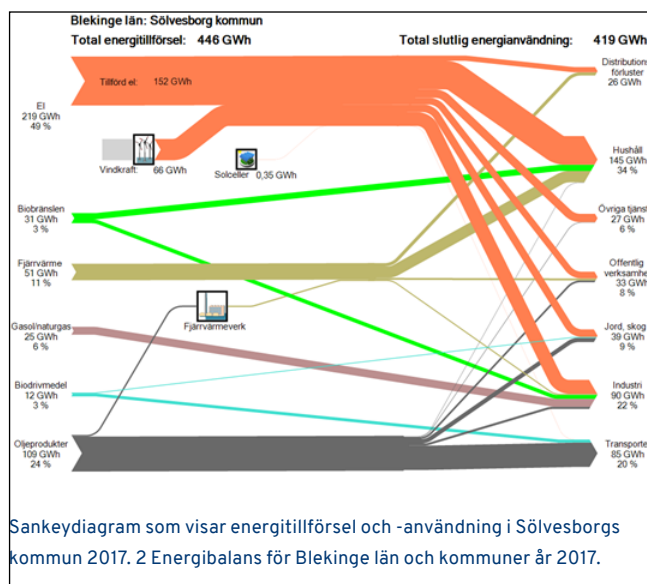 Blekinge län: Sölvesborg kommun
Total energitillförsel: 446 GWh
Total slutlig energianvändning: 419 GWh
Tillförd el: 152 GWh
El
219 GWh
49 %
Vindkraft:
66 GWh
Solceller 0,35 GWh
Biobränslen
31 GWh
3 %
Fjärrvärme
51 GWh
11 %
Fjärrvärmeverk
Gasol/naturgas
25 GWh
6 %
Biodrivmedel
12 GWh
3 %
Oljeprodukter
109 GWh
24 %
Distributions
förluster
26 GWh
Hushåll
145 GWh
34 %
Övriga tjänst
27 GWh
6 %
Offentlig
verksamhe
33 GWh
8 %
Jord, skog
39 GWh
9 %
Industri
90 GWh
22 %
Transporte
85 GWh
20 %
Sankeydiagram som visar energitillförsel och -användning i Sölvesborgs
kommun 2017. 2 Energibalans för Blekinge län och kommuner år 2017.